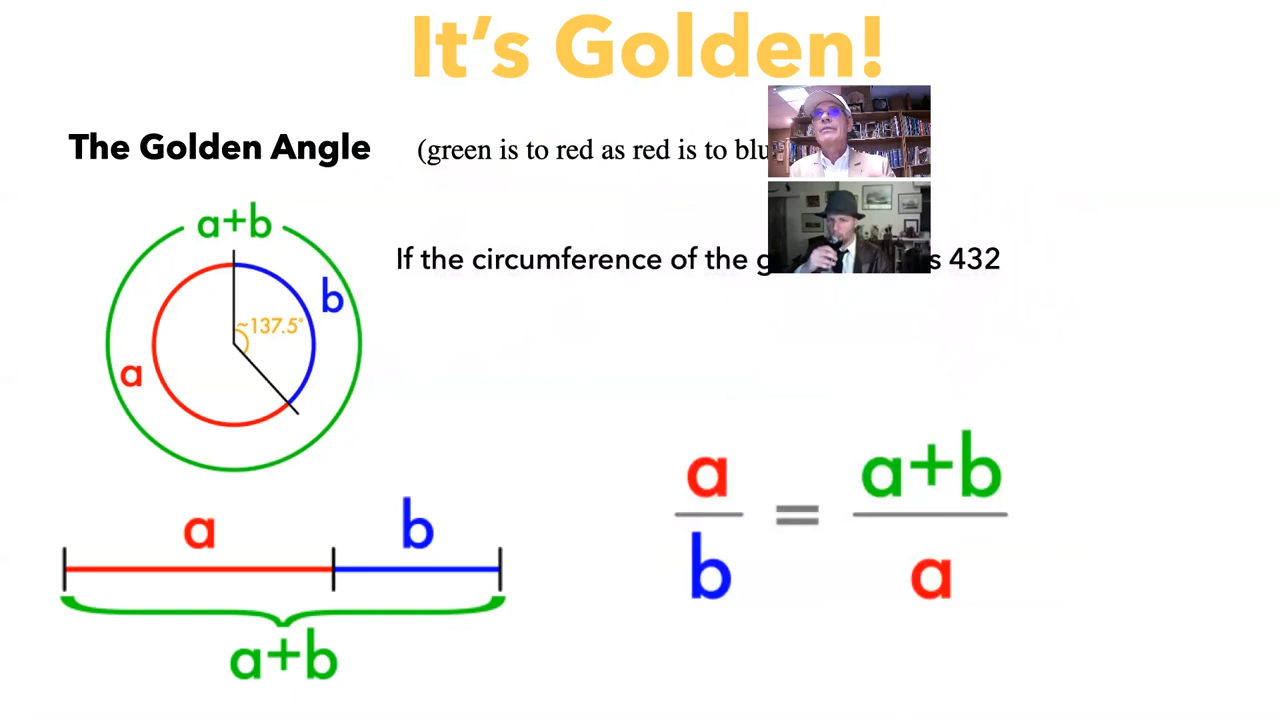 It's Golden!
The Golden Angle
(green is to red as red is to
a+b
If the circumference of the
432
b
~137.5°
a
a
a+b
a
b
=
b
a
a+b